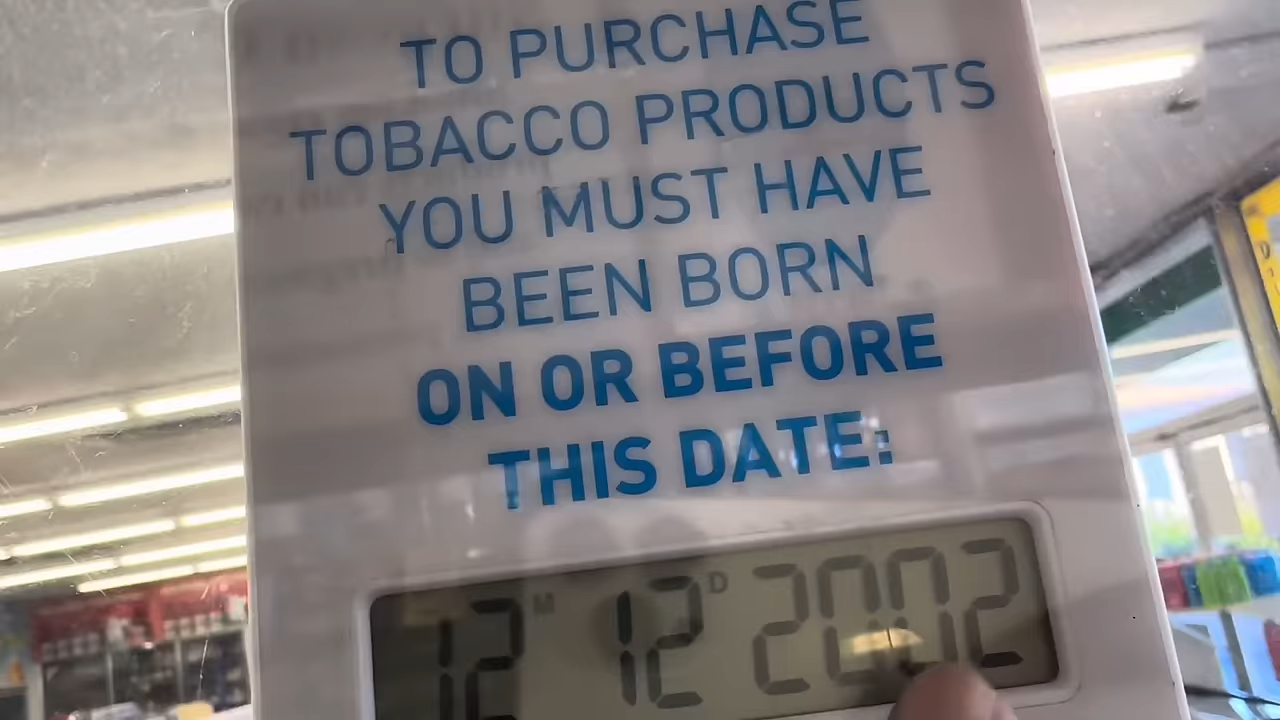 TO PURCHASE
TOBACCO PRODUCTS
YOU MUST HAVE
BEEN BORN
ON OR BEFORE
THIS DATE:
12 M 12 D 2002